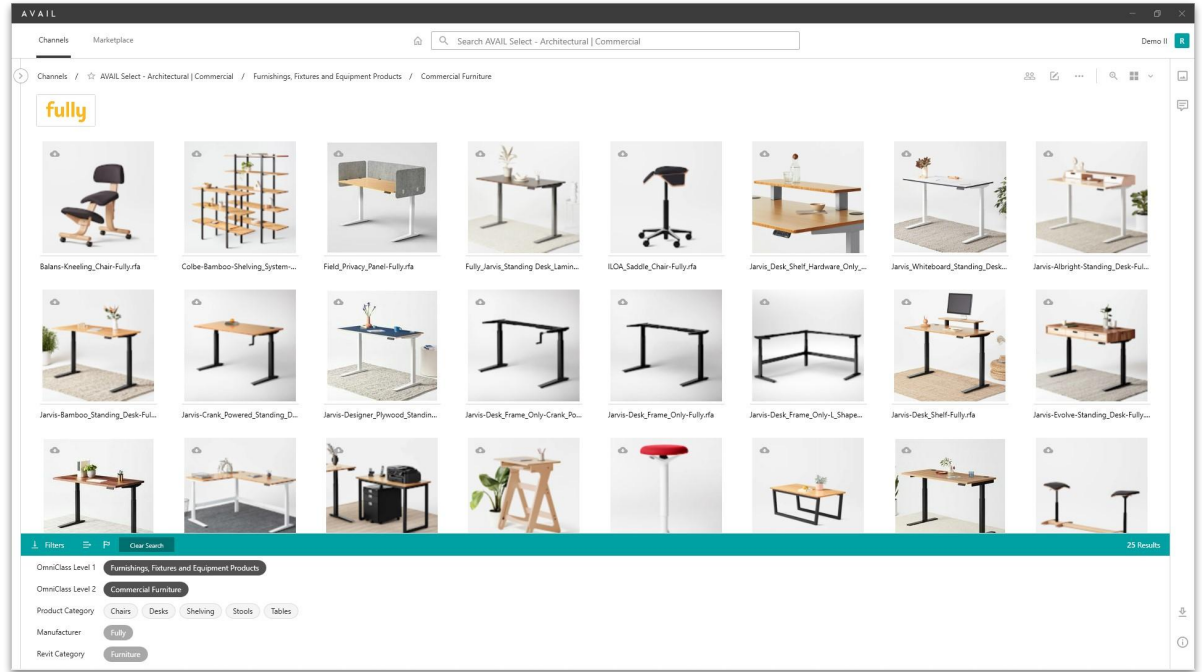 AVAIL
Channels Marketplace Search AVAIL Select - Architectural | Commercial Demo II R
Channels / AVAIL Select - Architectural | Commercial / Furnishings, Fixtures and Equipment Products / Commercial Furniture
fully
Balans-Kneeling_Chair-Fully.rfa Colbe-Bamboo-Shelving_System-... Field_Privacy_Panel-Fully.rfa Fully_Jarvis_Standing Desk_Lamin... ILOA_Saddle_Chair-Fully.rfa Jarvis_Desk_Shelf_Hardware_Only_... Jarvis_Whiteboard_Standing_Desk... Jarvis-Albright-Standing_Desk-Ful...
Jarvis-Bamboo_Standing_Desk-Ful... Jarvis-Crank_Powered_Standing_D... Jarvis-Designer_Plywood_Standin... Jarvis-Desk_Frame_Only-Crank_Po... Jarvis-Desk_Frame_Only-Fully.rfa Jarvis-Desk_Frame_Only-L_Shape... Jarvis-Desk_Shelf-Fully.rfa Jarvis-Evolve-Standing_Desk-Fully....
Filters Clear Search 25 Results
OmniClass Level 1 Furnishings, Fixtures and Equipment Products
OmniClass Level 2 Commercial Furniture
Product Category Chairs Desks Shelving Stools Tables
Manufacturer Fully
Revit Category Furniture